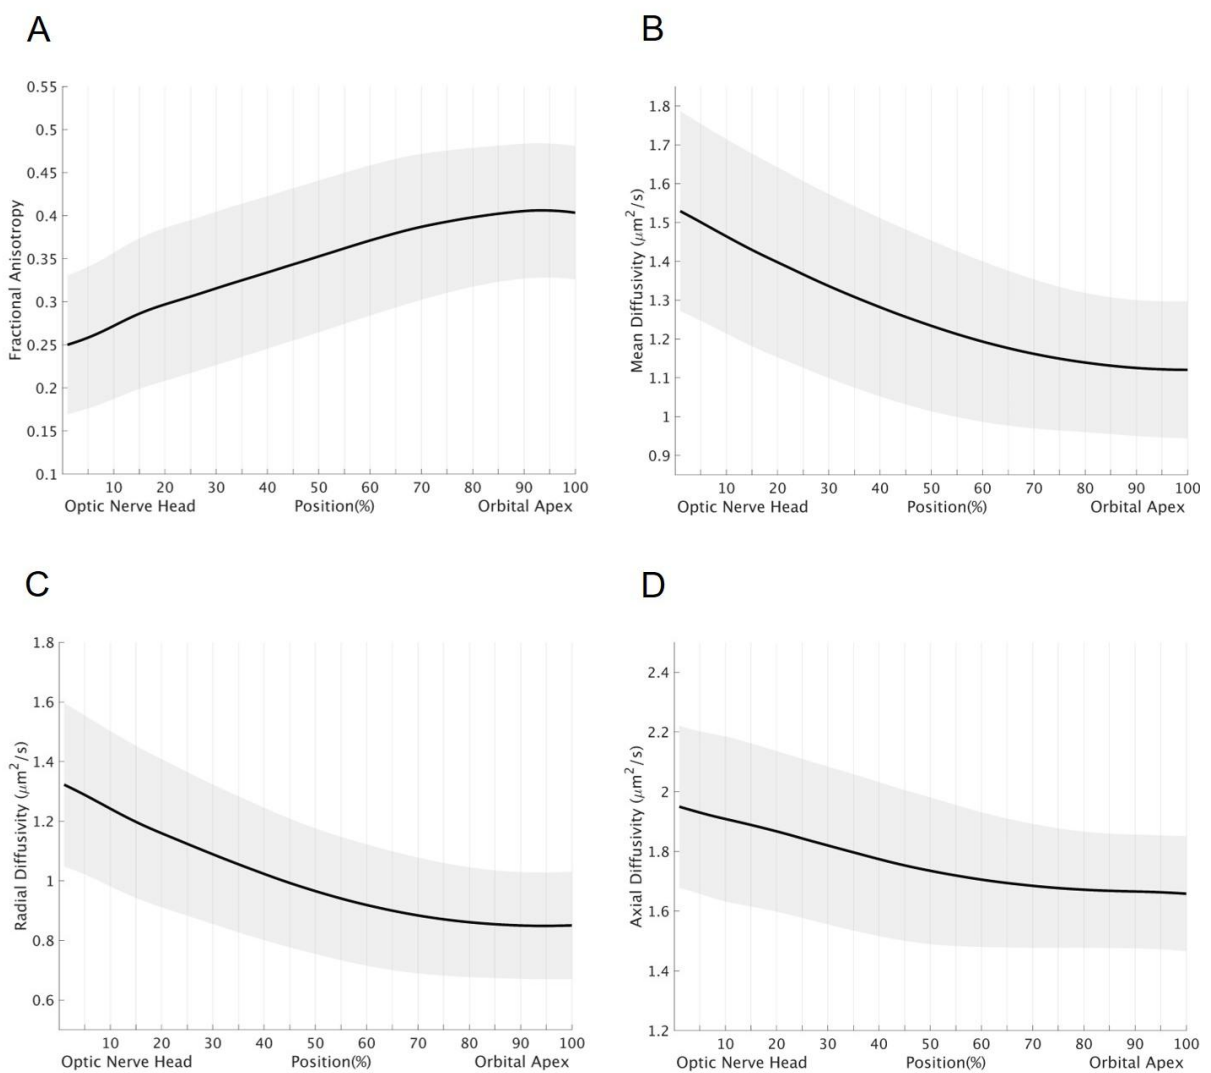 A
0.55
0.5
0.45
0.4
0.35
0.3
0.25
0.2
0.15
0.1
Fractional Anisotropy
10 20 30 40 50 60 70 80 90 100
Optic Nerve Head Position(%) Orbital Apex
B
1.8
1.7
1.6
1.5
1.4
1.3
1.2
1.1
1
0.9
Mean Diffusivity (μm²/s)
10 20 30 40 50 60 70 80 90 100
Optic Nerve Head Position(%) Orbital Apex
C
1.8
1.6
1.4
1.2
1
0.8
0.6
Radial Diffusivity (μm²/s)
10 20 30 40 50 60 70 80 90 100
Optic Nerve Head Position(%) Orbital Apex
D
2.4
2.2
2
1.8
1.6
1.4
1.2
Axial Diffusivity (μm²/s)
10 20 30 40 50 60 70 80 90 100
Optic Nerve Head Position(%) Orbital Apex